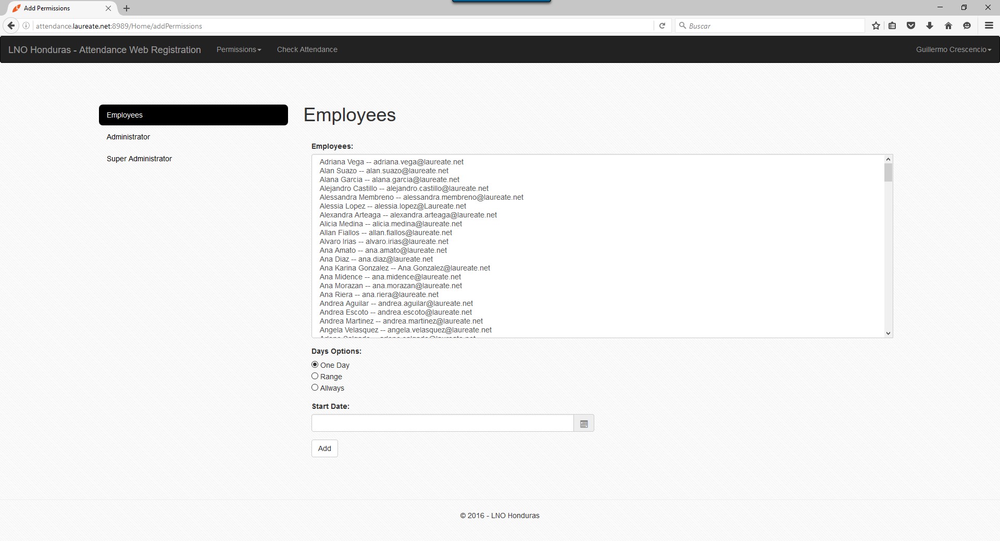 Add Permissions
attendance.laureate.net:8989/Home/addPermissions
Buscar
LNO Honduras - Attendance Web Registration
Permissions
Check Attendance
Guillermo Crescencio
Employees
Administrator
Super Administrator
Employees
Employees:
Adriana Vega -- adriana.vega@laureate.net
Alan Suazo -- alan.suazo@laureate.net
Alana Garcia -- alana.garcia@laureate.net
Alejandro Castillo -- alejandro.castillo@laureate.net
Alessandra Membreno -- alessandra.membreno@laureate.net
Alessia Lopez -- alessia.lopez@Laureate.net
Alexandra Arteaga -- alexandra.arteaga@laureate.net
Alicia Medina -- alicia.medina@laureate.net
Allan Fiallos -- allan.fiallos@laureate.net
Alvaro Irias -- alvaro.irias@laureate.net
Ana Amato -- ana.amato@laureate.net
Ana Diaz -- ana.diaz@laureate.net
Ana Karina Gonzalez -- Ana.Gonzalez@laureate.net
Ana Midence -- ana.midence@laureate.net
Ana Morazan -- ana.morazan@laureate.net
Ana Riera -- ana.riera@laureate.net
Andrea Aguilar -- andrea.aguilar@laureate.net
Andrea Escoto -- andrea.escoto@laureate.net
Andrea Martinez -- andrea.martinez@laureate.net
Angela Velasquez -- angela.velasquez@laureate.net
Days Options:
One Day
Range
Allways
Start Date:
Add
© 2016 - LNO Honduras